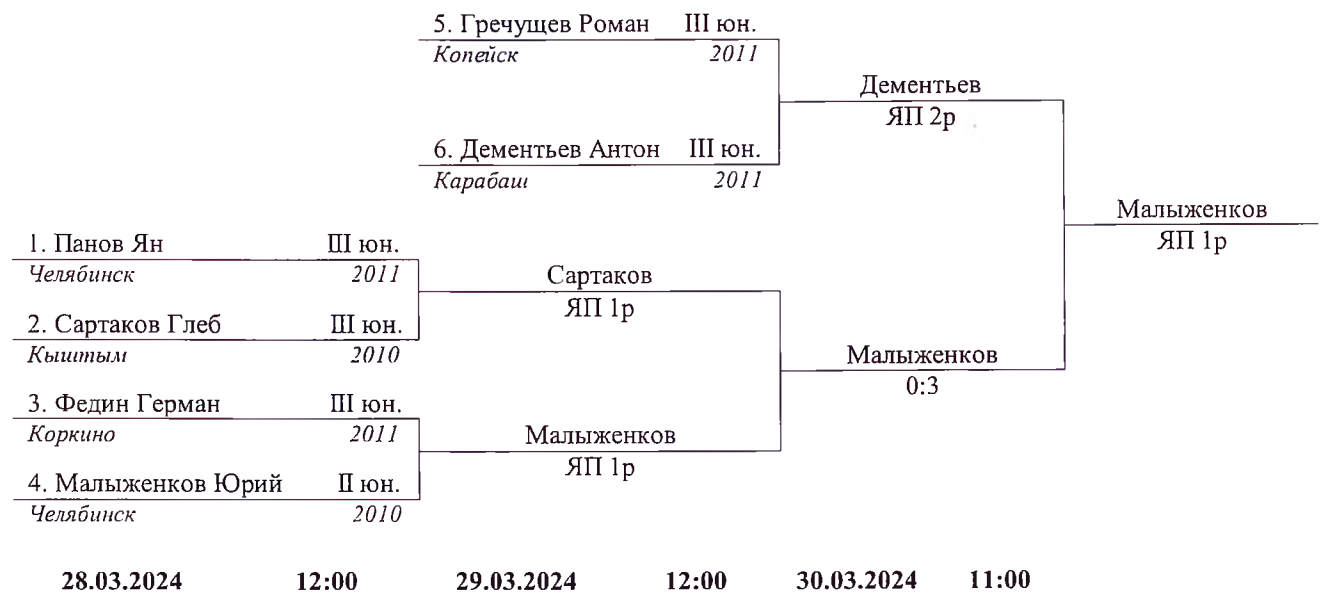 5. Гречущев Роман III юн.
Копейск 2011
Дементьев
ЯП 2р
6. Дементьев Антон III юн.
Карабаш 2011
Малыженков
ЯП 1р
1. Панов Ян III юн.
Челябинск 2011
Сартаков
ЯП 1р
2. Сартаков Глеб III юн.
Кыштым 2010
Малыженков
0:3
3. Федин Герман III юн.
Коркино 2011
Малыженков
ЯП 1р
4. Малыженков Юрий II юн.
Челябинск 2010
28.03.2024 12:00 29.03.2024 12:00 30.03.2024 11:00